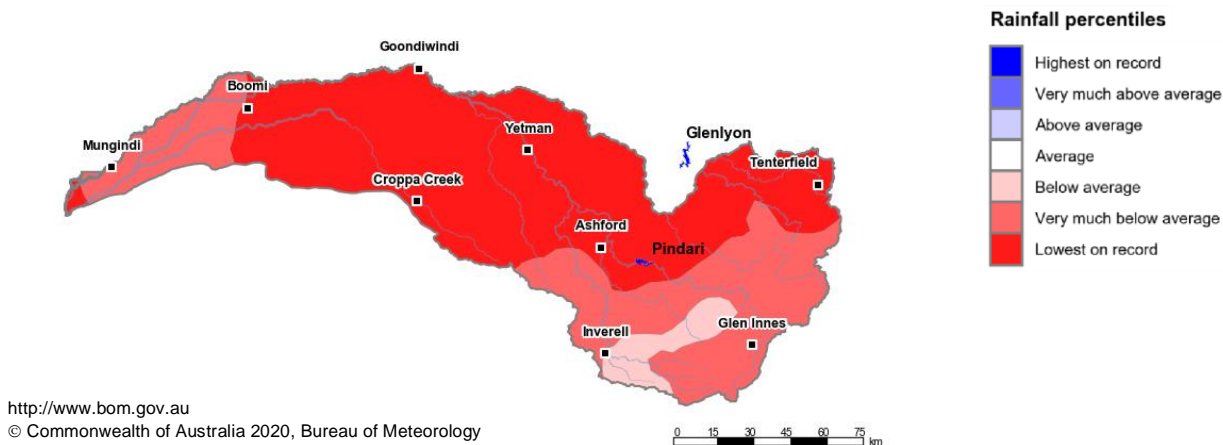 Rainfall percentiles
Highest on record
Very much above average
Above average
Average
Below average
Very much below average
Lowest on record
Goondiwindi
Boomi
Mungindi
Yetman
Glenlyon
Tenterfield
Croppa Creek
Ashford
Pindari
Inverell
Glen Innes
http://www.bom.gov.au
© Commonwealth of Australia 2020, Bureau of Meteorology
0 15 30 45 60 75
km